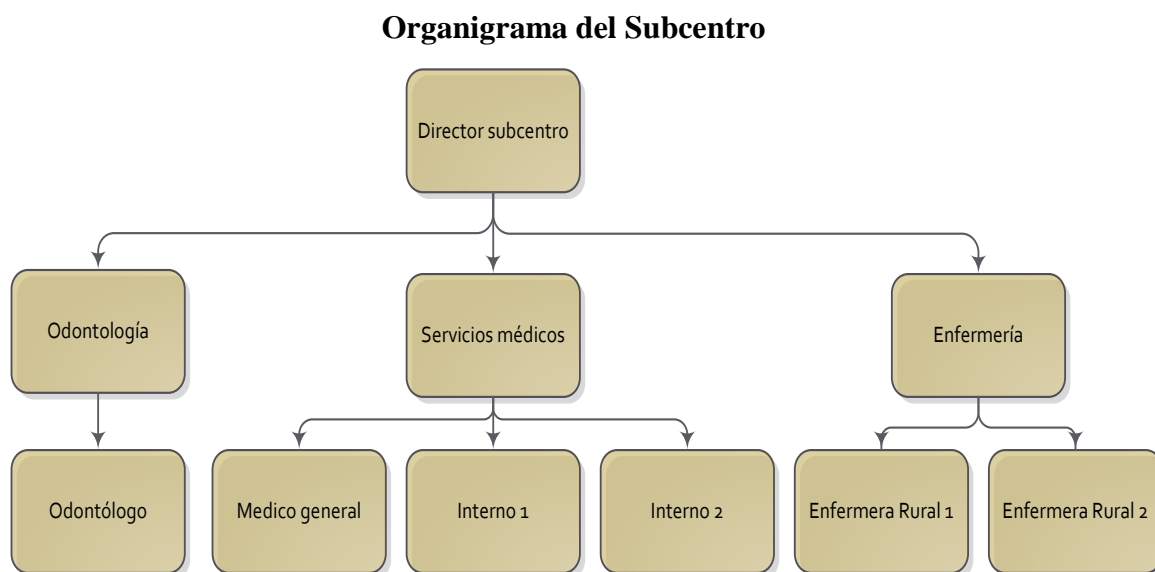 Organigrama del Subcentro
Director subcentro
Odontología
Servicios médicos
Enfermería
Odontólogo
Medico general
Interno 1
Interno 2
Enfermera Rural 1
Enfermera Rural 2